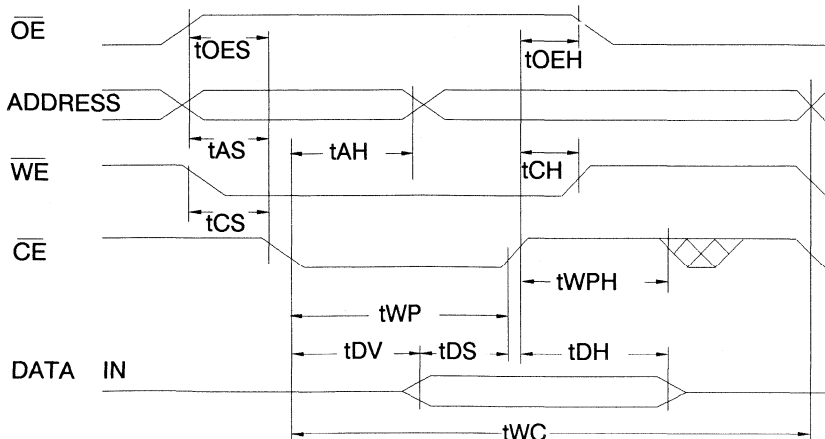 OE
tOES
tOEH
ADDRESS
tAS
tAH
WE
tCH
tCS
CE
tWPH
tWP
tDV
tDS
tDH
DATA IN
tWC